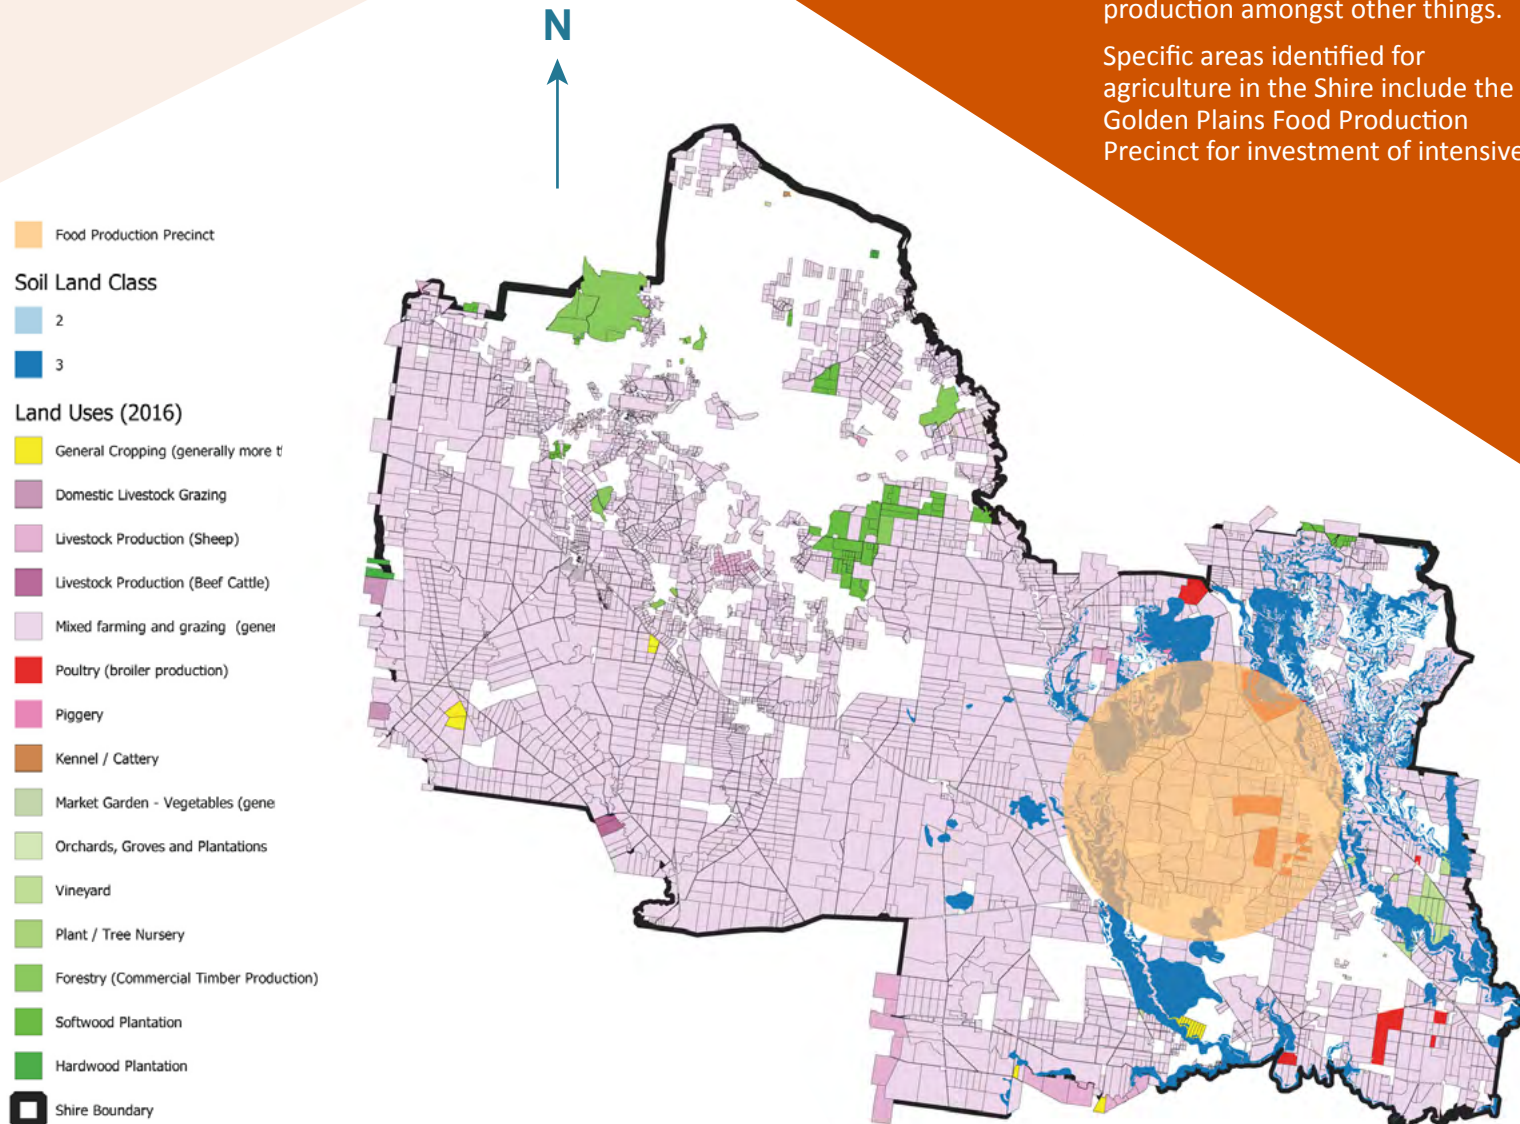 production amongst other things.
Specific areas identified for
agriculture in the Shire include the
Golden Plains Food Production
Precinct for investment of intensive
N
Food Production Precinct
Soil Land Class
2
3
Land Uses (2016)
General Cropping (generally more t
Domestic Livestock Grazing
Livestock Production (Sheep)
Livestock Production (Beef Cattle)
Mixed farming and grazing (gener
Poultry (broiler production)
Piggery
Kennel / Cattery
Market Garden - Vegetables (gene
Orchards, Groves and Plantations
Vineyard
Plant / Tree Nursery
Forestry (Commercial Timber Production)
Softwood Plantation
Hardwood Plantation
Shire Boundary